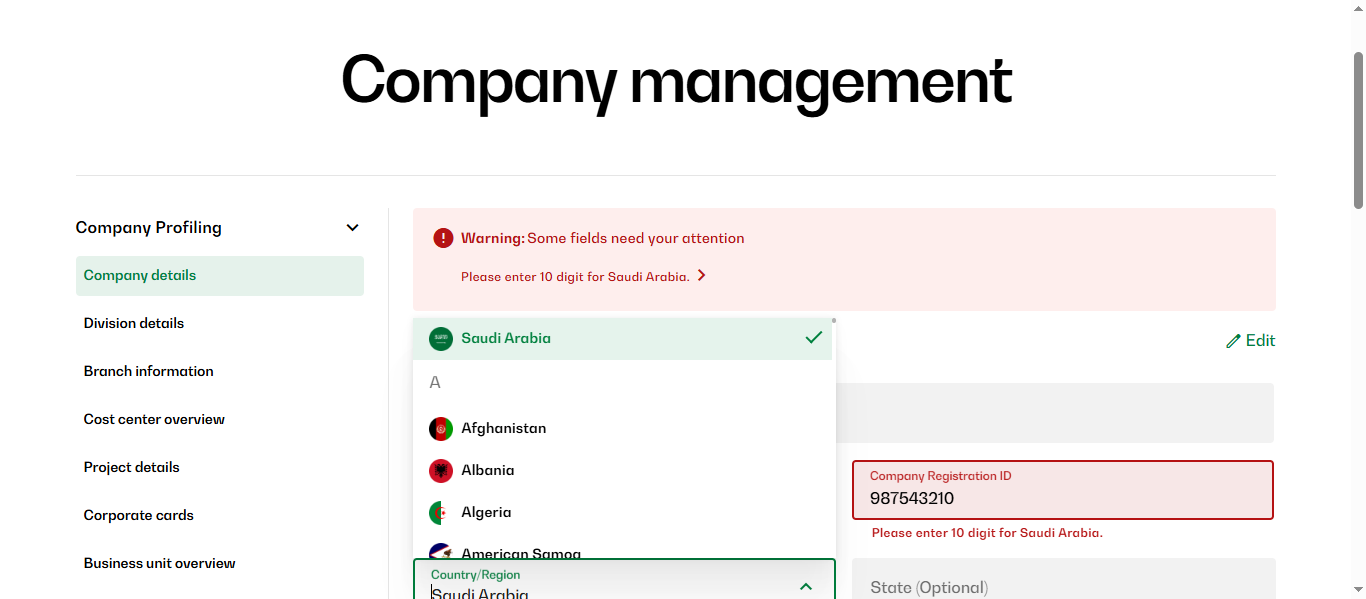 Company management
Company Profiling
Company details
Division details
Branch information
Cost center overview
Project details
Corporate cards
Business unit overview
Warning: Some fields need your attention
Please enter 10 digit for Saudi Arabia.
Edit
Saudi Arabia
A
Afghanistan
Albania
Algeria
American Samoa
Country/Region
Saudi Arabia
Company Registration ID
987543210
Please enter 10 digit for Saudi Arabia.
State (Optional)